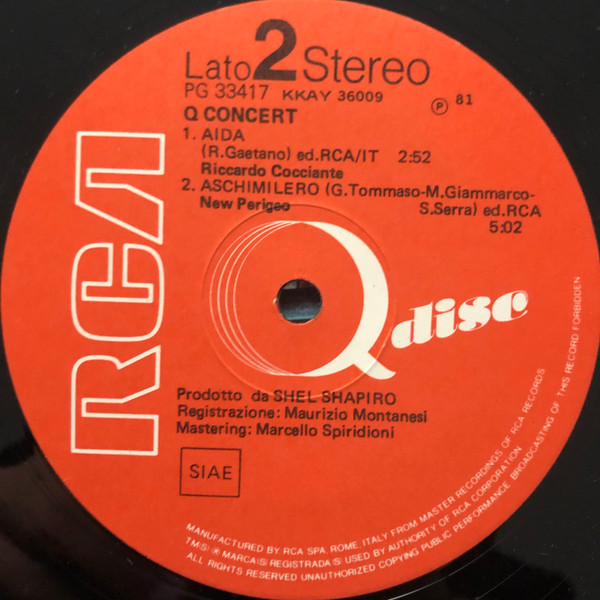 Lato 2 Stereo
PG 33417 KKAY 36009
Ⓟ 81
Q CONCERT
1. AIDA
(R.Gaetano) ed.RCA/IT 2:52
Riccardo Cocciante
2. ASCHIMILERO (G.Tommaso-M.Giammarco-
New Perigeo S.Serra) ed.RCA
5:02
RCA
Q disc
Prodotto da SHEL SHAPIRO
Registrazione: Maurizio Montanesi
Mastering: Marcello Spiridioni
SIAE
MANUFACTURED BY RCA SPA, ROME, ITALY FROM MASTER RECORDINGS OF RCA RECORDS
TM(S) ® MARCA(S) REGISTRADA(S) USED BY AUTHORITY OF RCA CORPORATION
ALL RIGHTS RESERVED UNAUTHORIZED COPYING PUBLIC PERFORMANCE BROADCASTING OF THIS RECORD FORBIDDEN